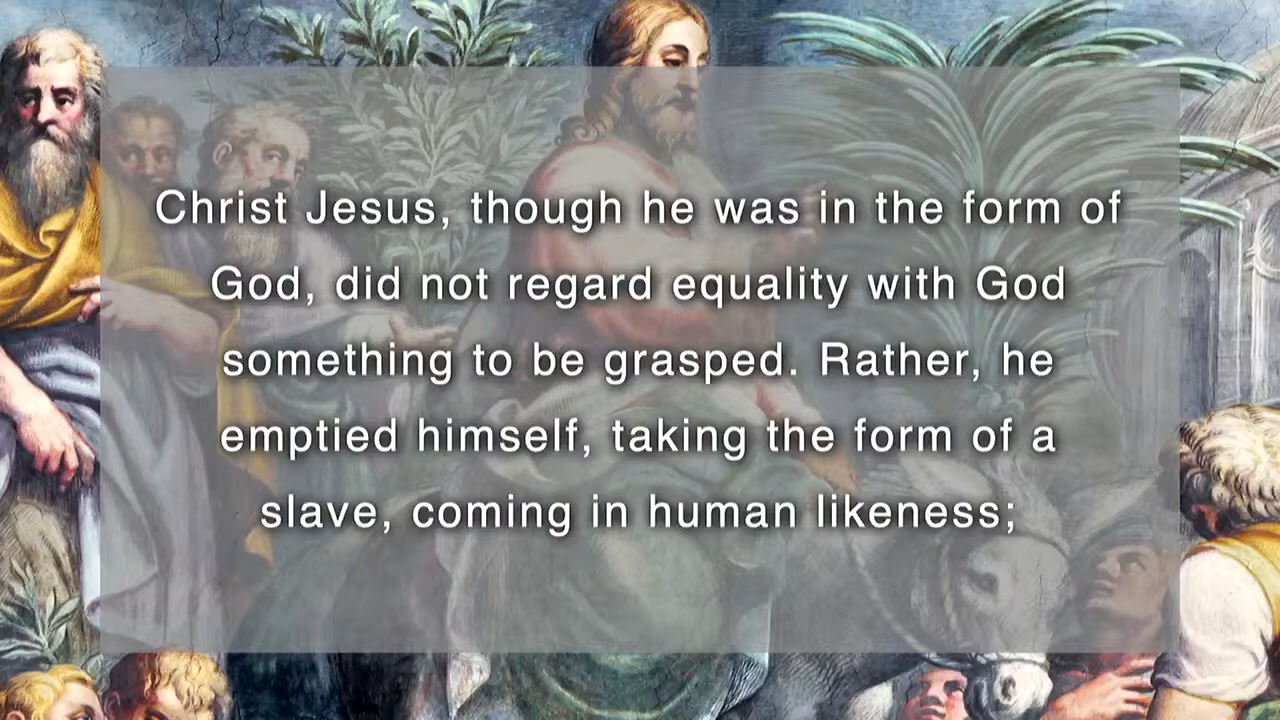 Christ Jesus, though he was in the form of
God, did not regard equality with God
something to be grasped. Rather, he
emptied himself, taking the form of a
slave, coming in human likeness;